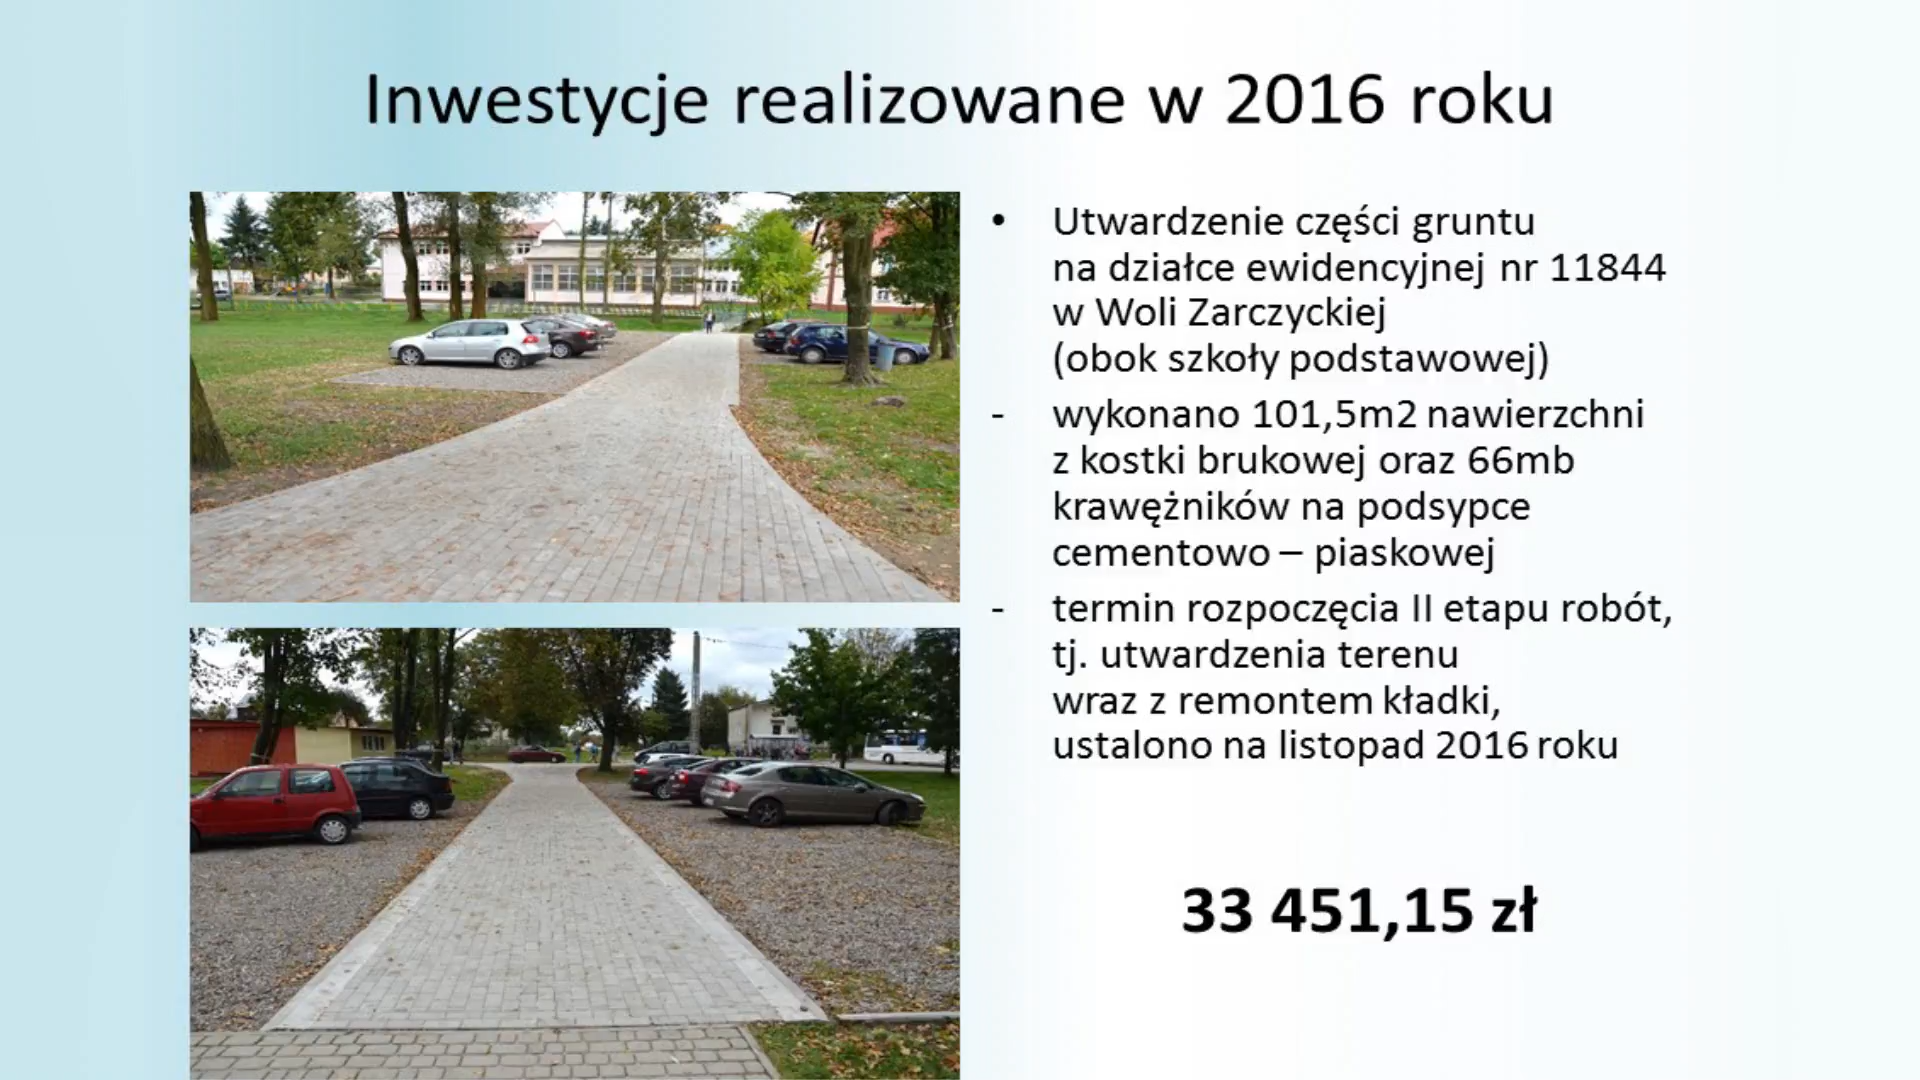 Inwestycje realizowane w 2016 roku
• Utwardzenie części gruntu
na działce ewidencyjnej nr 11844
w Woli Zarczyckiej
(obok szkoły podstawowej)
- wykonano 101,5m2 nawierzchni
z kostki brukowej oraz 66mb
krawężników na podsypce
cementowo – piaskowej
- termin rozpoczęcia II etapu robót,
tj. utwardzenia terenu
wraz z remontem kładki,
ustalono na listopad 2016 roku
33 451,15 zł